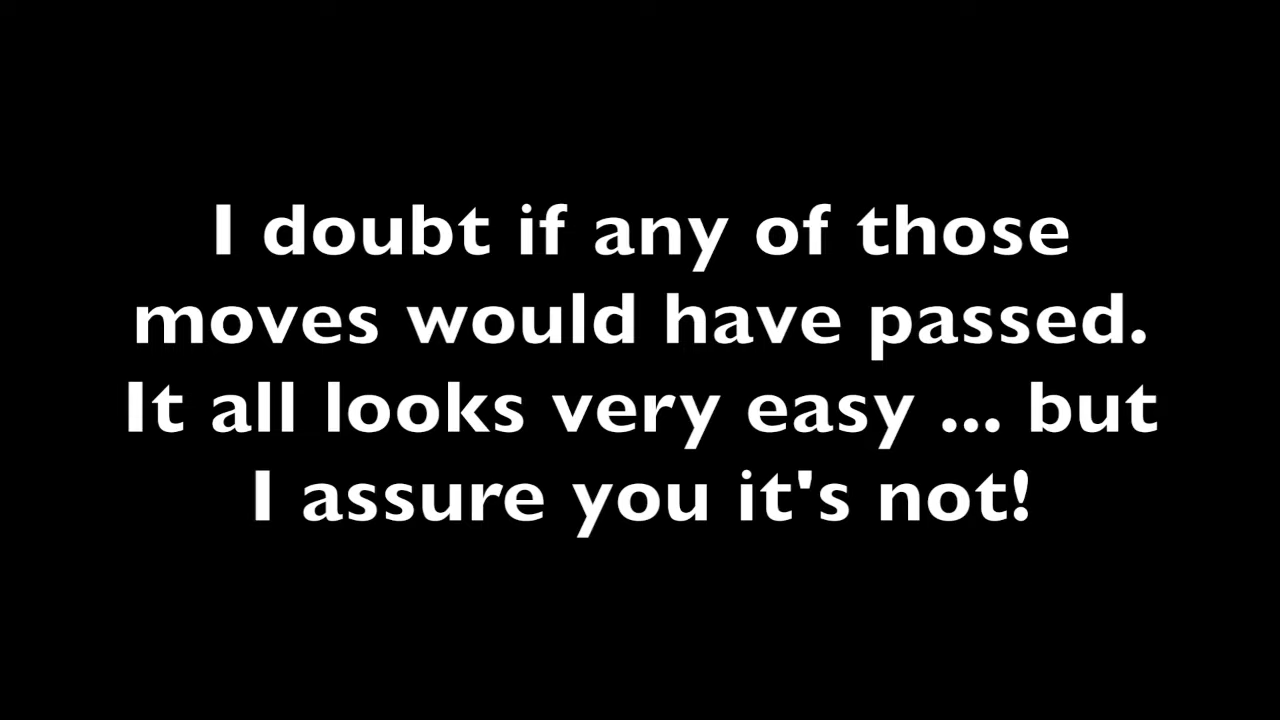 I doubt if any of those
moves would have passed.
It all looks very easy ... but
I assure you it's not!